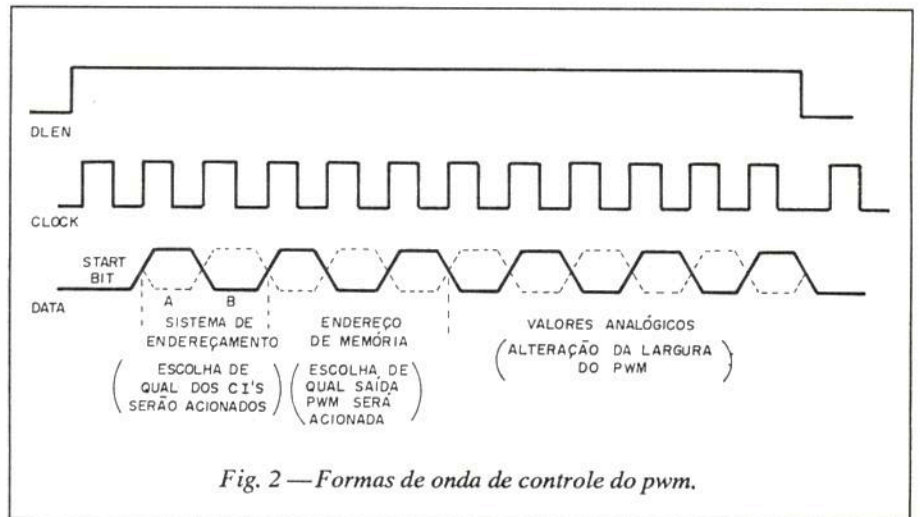 DLEN
CLOCK
START
BIT
DATA
A B
SISTEMA DE
ENDEREÇAMENTO
(ESCOLHA DE
QUAL DOS CI'S
SERÃO ACIONADOS)
ENDEREÇO
DE MEMÓRIA
(ESCOLHA DE
QUAL SAÍDA
PWM SERÁ
ACIONADA)
VALORES ANALÓGICOS
(ALTERAÇÃO DA LARGURA
DO PWM)
Fig. 2 — Formas de onda de controle do pwm.